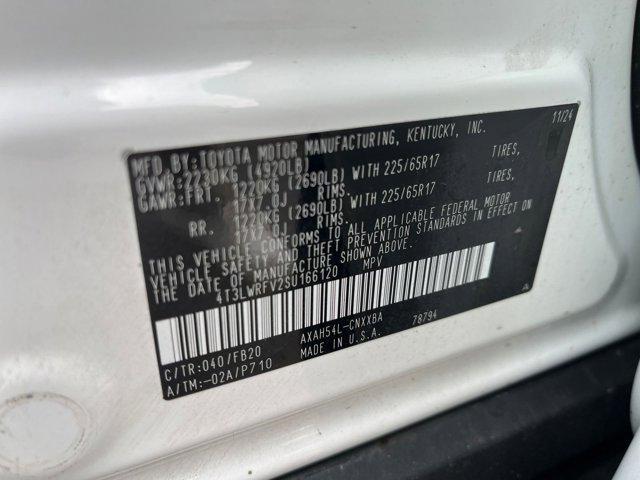 MFD.BY:TOYOTA MOTOR MANUFACTURING, KENTUCKY, INC. 11/24
GVWR:2230KG (4920LB)
GAWR:FRT. 1220KG (2690LB) WITH 225/65R17
17X7.0J RIMS.
RR. 1220KG (2690LB) WITH 225/65R17
17X7.0J RIMS.
THIS VEHICLE CONFORMS TO ALL APPLICABLE FEDERAL MOTOR
VEHICLE SAFETY AND THEFT PREVENTION STANDARDS IN EFFECT ON
THE DATE OF MANUFACTURE SHOWN ABOVE.
4T3LWRFV2SU166120 MPV
C/TR:040/FB20 AXAH54L-CNXXBA 78794
A/TM:-02A/P710 MADE IN U.S.A.